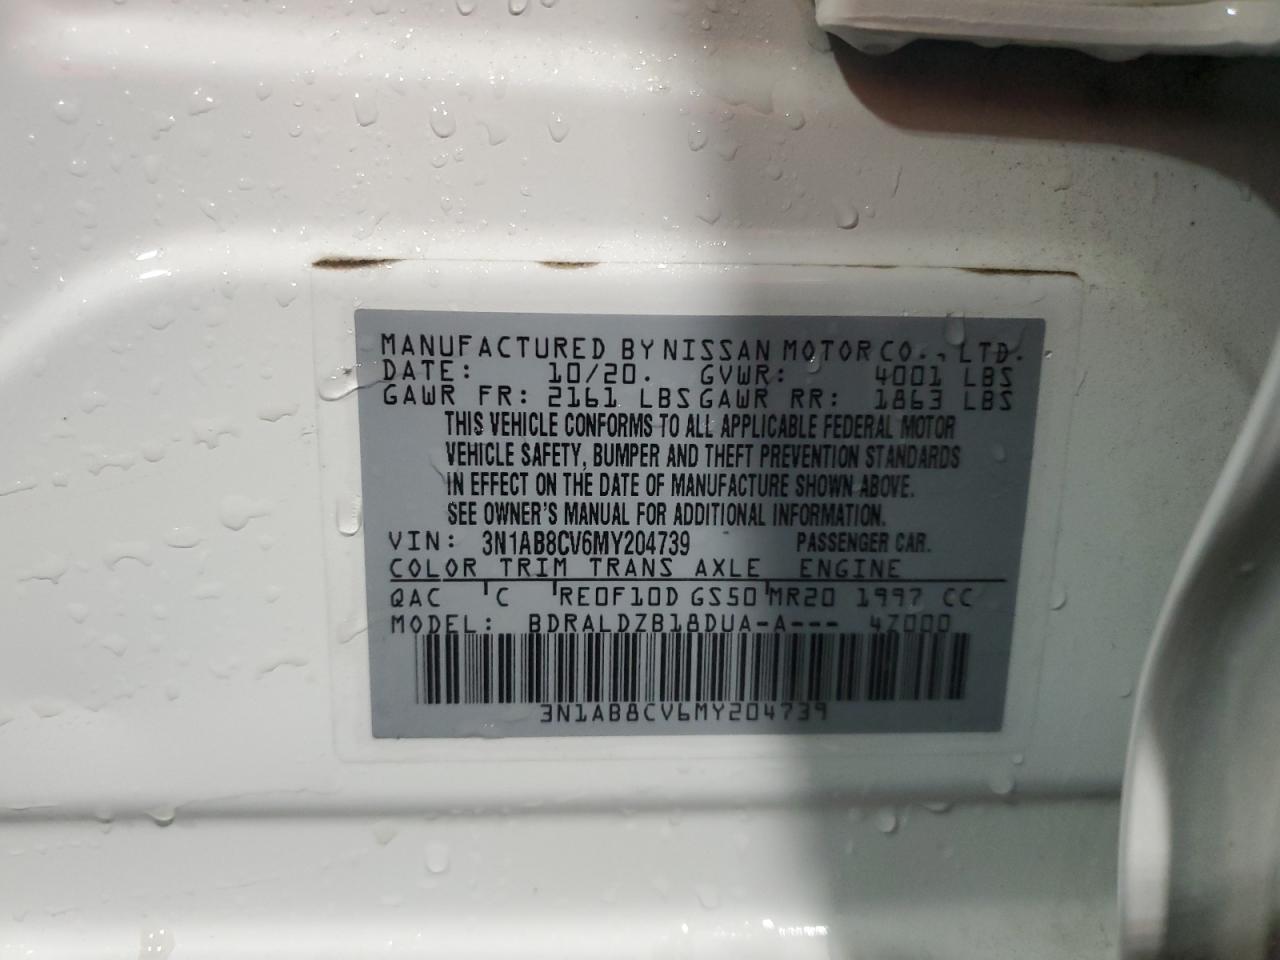 MANUFACTURED BY NISSAN MOTOR CO., LTD.
DATE: 10/20. GVWR: 4001 LBS
GAWR FR: 2161 LBS GAWR RR: 1863 LBS
THIS VEHICLE CONFORMS TO ALL APPLICABLE FEDERAL MOTOR
VEHICLE SAFETY, BUMPER AND THEFT PREVENTION STANDARDS
IN EFFECT ON THE DATE OF MANUFACTURE SHOWN ABOVE.
SEE OWNER'S MANUAL FOR ADDITIONAL INFORMATION.
VIN: 3N1AB8CV6MY204739 PASSENGER CAR.
COLOR TRIM TRANS AXLE ENGINE
QAC C RE0F10D GS50 MR20 1997 CC
MODEL: BDRALDZB18DUA-A--- 47000
3N1AB8CV6MY204739